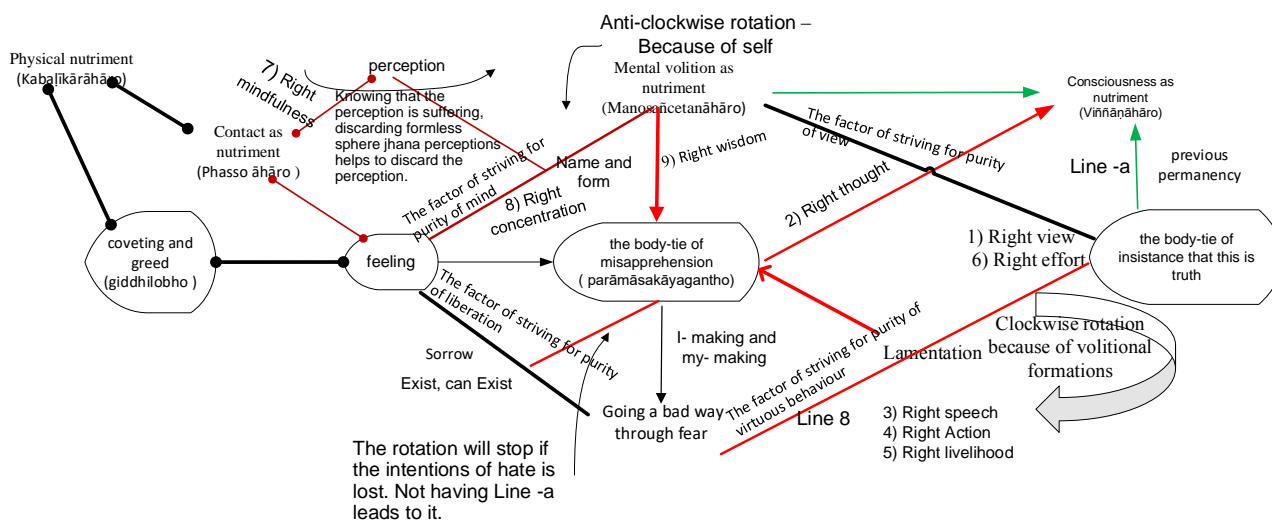 Anti-clockwise rotation –
Because of self
Physical nutriment
(Kabaḷīkārāhāro)
7) Right
mindfulness
perception
Knowing that the
perception is suffering,
discarding formless
sphere jhana perceptions
helps to discard the
perception.
Contact as
nutriment
(Phasso āhāro )
Mental volition as
nutriment
(Manosañcetanāhāro)
Consciousness as
nutriment
(Viññāṇāhāro)
The factor of striving for
purity of mind
Name and
form
8) Right
concentration
9) Right wisdom
The factor of striving for purity
of view
2) Right thought
Line -a
previous
permanency
coveting and
greed
(giddhilobho )
feeling
the body-tie of
misapprehension
( parāmāsakāyagantho)
1) Right view
6) Right effort
the body-tie of
insistance that this is
truth
The factor of striving for purity
of liberation
Sorrow
Exist, can Exist
I- making and
my- making
Going a bad way
through fear
The factor of striving for purity of
virtuous behaviour
Lamentation
Line 8
Clockwise rotation
because of volitional
formations
3) Right speech
4) Right Action
5) Right livelihood
The rotation will stop if
the intentions of hate is
lost. Not having Line -a
leads to it.